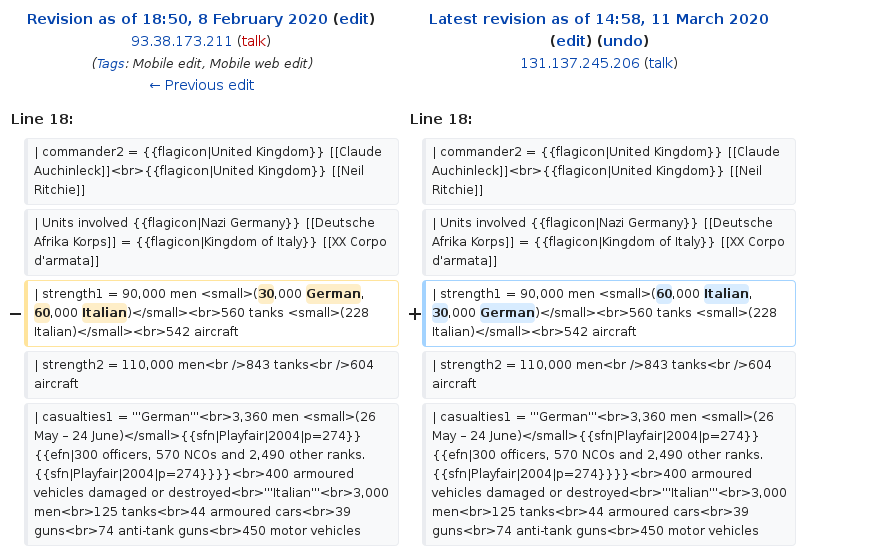 Revision as of 18:50, 8 February 2020 (edit)
93.38.173.211 (talk)
(Tags: Mobile edit, Mobile web edit)
← Previous edit
Latest revision as of 14:58, 11 March 2020
(edit) (undo)
131.137.245.206 (talk)
Line 18:
Line 18:
| commander2 = {{flagicon|United Kingdom}} [[Claude
Auchinleck]]<br>{{flagicon|United Kingdom}} [[Neil
Ritchie]]
| commander2 = {{flagicon|United Kingdom}} [[Claude
Auchinleck]]<br>{{flagicon|United Kingdom}} [[Neil
Ritchie]]
| Units involved {{flagicon|Nazi Germany}} [[Deutsche
Afrika Korps]] = {{flagicon|Kingdom of Italy}} [[XX Corpo
d'armata]]
| Units involved {{flagicon|Nazi Germany}} [[Deutsche
Afrika Korps]] = {{flagicon|Kingdom of Italy}} [[XX Corpo
d'armata]]
− | strength1 = 90,000 men <small>(30,000 German,
60,000 Italian)</small><br>560 tanks <small>(228
Italian)</small><br>542 aircraft
+ | strength1 = 90,000 men <small>(60,000 Italian,
30,000 German)</small><br>560 tanks <small>(228
Italian)</small><br>542 aircraft
| strength2 = 110,000 men<br />843 tanks<br />604
aircraft
| strength2 = 110,000 men<br />843 tanks<br />604
aircraft
| casualties1 = '''German'''<br>3,360 men <small>(26
May – 24 June)</small>{{sfn|Playfair|2004|p=274}}
{{efn|300 officers, 570 NCOs and 2,490 other ranks.
{{sfn|Playfair|2004|p=274}}}}<br>400 armoured
vehicles damaged or destroyed<br>'''Italian'''<br>3,000
men<br>125 tanks<br>44 armoured cars<br>39
guns<br>74 anti-tank guns<br>450 motor vehicles
| casualties1 = '''German'''<br>3,360 men <small>(26
May – 24 June)</small>{{sfn|Playfair|2004|p=274}}
{{efn|300 officers, 570 NCOs and 2,490 other ranks.
{{sfn|Playfair|2004|p=274}}}}<br>400 armoured
vehicles damaged or destroyed<br>'''Italian'''<br>3,000
men<br>125 tanks<br>44 armoured cars<br>39
guns<br>74 anti-tank guns<br>450 motor vehicles